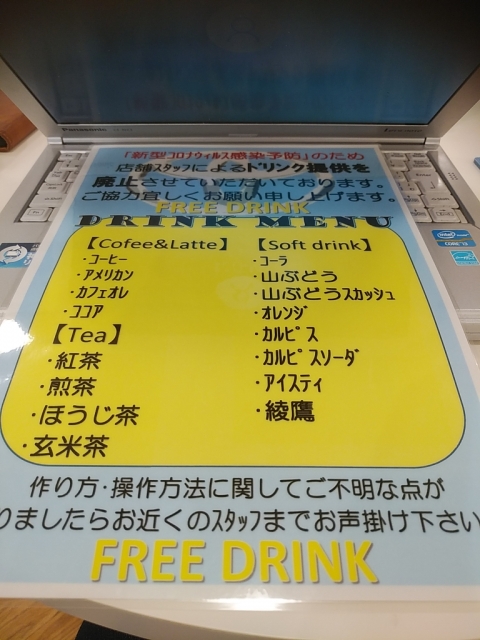 Panasonic
「新型コロナウィルス感染予防」のため
店舗スタッフによるドリンク提供を
廃止させていただいております。
ご協力宜しくお願い申し上げます。
FREE DRINK
DRINK MENU
【Cofee&Latte】
・コーヒー
・アメリカン
・カフェオレ
・ココア
【Tea】
・紅茶
・煎茶
・ほうじ茶
・玄米茶
【Soft drink】
・コーラ
・山ぶどう
・山ぶどうスカッシュ
・オレンジ
・カルピス
・カルピスソーダ
・アイスティ
・綾鷹
作り方・操作方法に関してご不明な点が
りましたらお近くのスタッフまでお声掛け下さい
FREE DRINK
intel
CORE i5